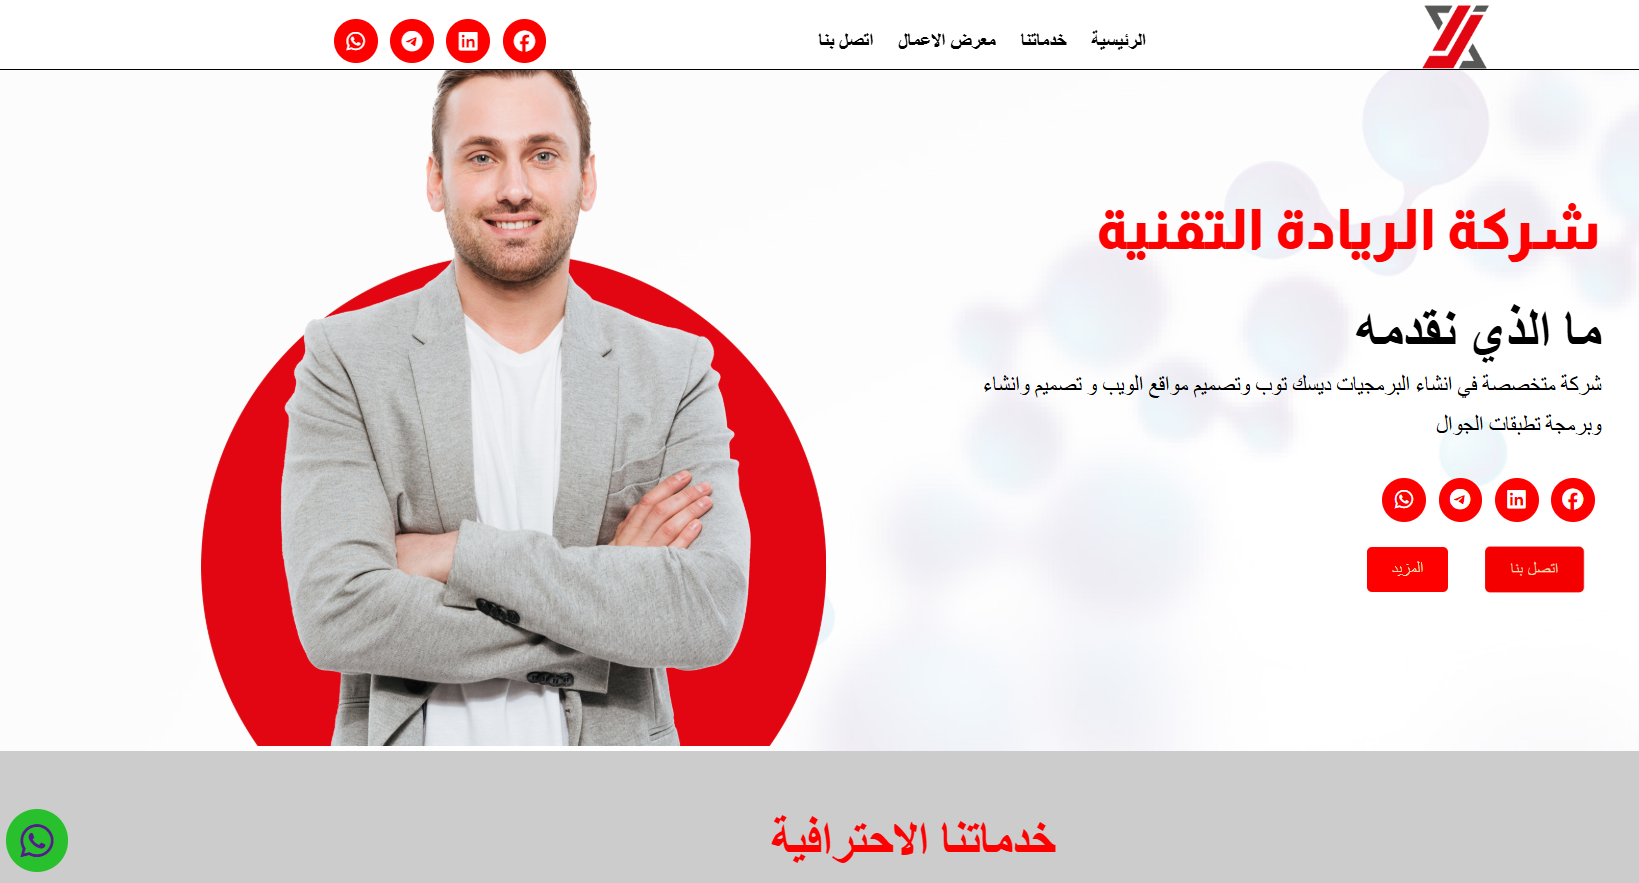 الرئيسية
خدماتنا
معرض الاعمال
اتصل بنا
شركة الريادة التقنية
ما الذي نقدمه
شركة متخصصة في انشاء البرمجيات ديسك توب وتصميم مواقع الويب و تصميم وانشاء
وبرمجة تطبقات الجوال
اتصل بنا
المزيد
خدماتنا الاحترافية